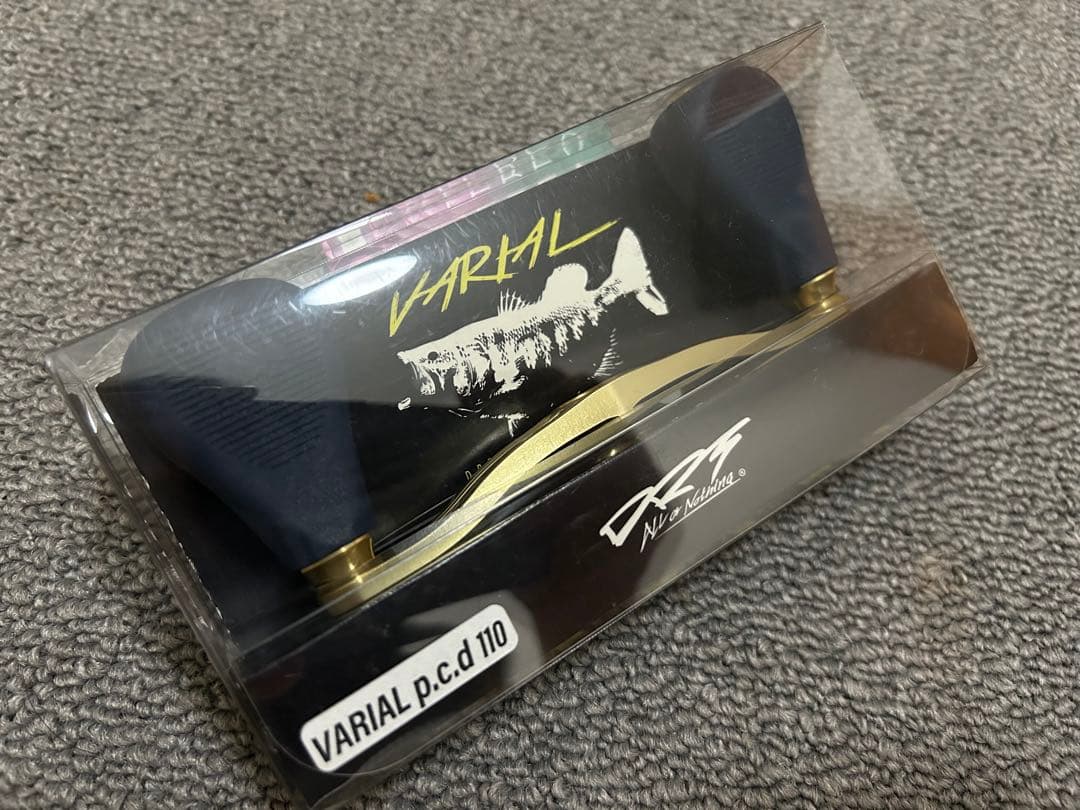 VARIAL
DRT
All or Nothing®
VARIAL p.c.d 110